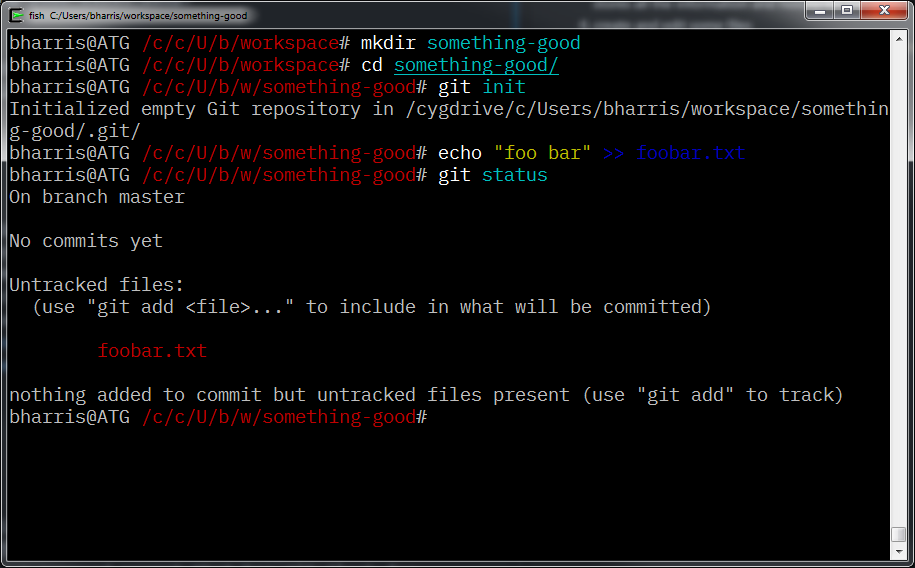 fish C:/Users/bharris/workspace/something-good
bharris@ATG /c/c/U/b/workspace# mkdir something-good
bharris@ATG /c/c/U/b/workspace# cd something-good/
bharris@ATG /c/c/U/b/w/something-good# git init
Initialized empty Git repository in /cygdrive/c/Users/bharris/workspace/somethin
g-good/.git/
bharris@ATG /c/c/U/b/w/something-good# echo "foo bar" >> foobar.txt
bharris@ATG /c/c/U/b/w/something-good# git status
On branch master
No commits yet
Untracked files:
  (use "git add <file>..." to include in what will be committed)
        foobar.txt
nothing added to commit but untracked files present (use "git add" to track)
bharris@ATG /c/c/U/b/w/something-good#